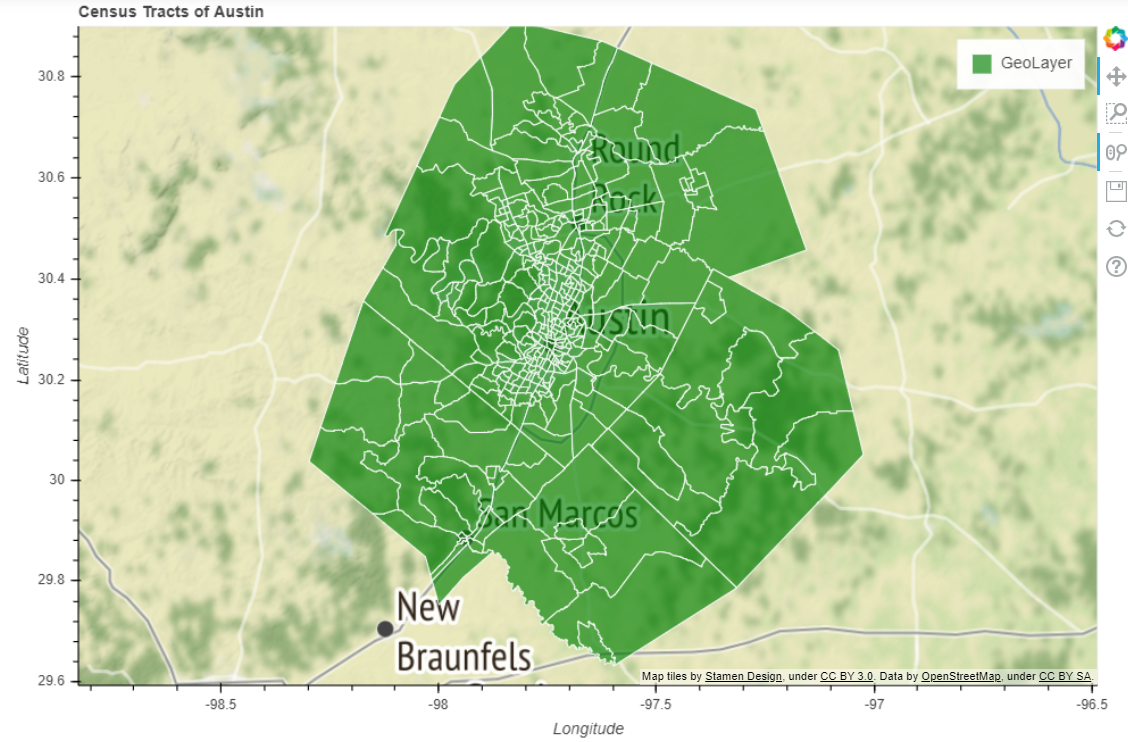 Census Tracts of Austin
GeoLayer
30.8
30.6
30.4
30.2
30
29.8
29.6
Latitude
Round
Rock
Austin
San Marcos
New
Braunfels
Map tiles by Stamen Design, under CC BY 3.0. Data by OpenStreetMap, under CC BY SA.
-98.5
-98
-97.5
-97
-96.5
Longitude